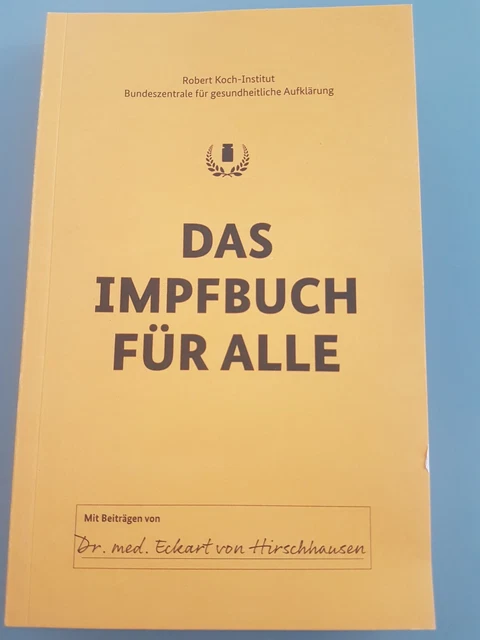 Robert Koch-Institut
Bundeszentrale für gesundheitliche Aufklärung
DAS
IMPFBUCH
FÜR ALLE
Mit Beiträgen von
Dr. med. Eckart von Hirschhausen